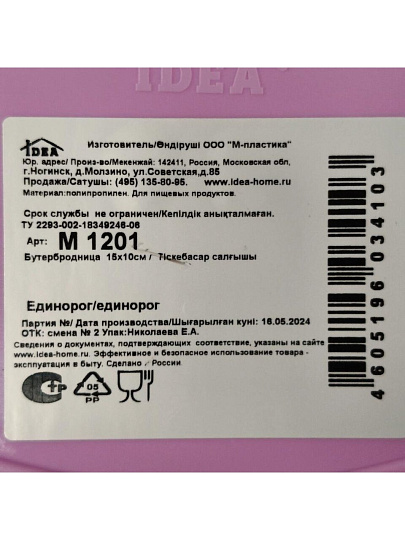 IDEA
IDEA
Изготовитель/Өндіруші ООО "М-пластика"
Юр. адрес/ Произ-во/Мекенжай: 142411, Россия, Московская обл,
г.Ногинск, д.Молзино, ул.Советская,д.85
Продажа/Сатушы: (495) 135-80-95. www.idea-home.ru
Материал:полипропилен. Для пищевых продуктов.
Срок службы не ограничен/Кепілдік анықталмаған.
ТУ 2293-002-18349246-06
Арт: М 1201
Бутербродница 15х10см / Тіскебасар салғышы
Единорог/единорог
Партия №/ Дата производства/Шығарылған күні: 16.05.2024
ОТК: смена № 2 Упак:Николаева Е.А.
Сведения о документах, подтверждающих соответствие, указаны на сайте
www.idea-home.ru. Эффективное и безопасное использование товара -
эксплуатация в быту. Сделано в России
05
PP
4 605196 034103